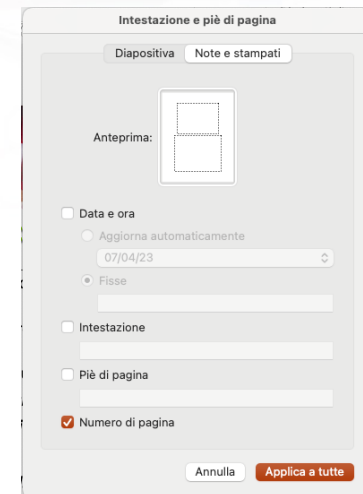 Intestazione e piè di pagina
Diapositiva Note e stampati
Anteprima:
Data e ora
Aggiorna automaticamente
07/04/23
Fisse
Intestazione
Piè di pagina
Numero di pagina
Annulla Applica a tutte